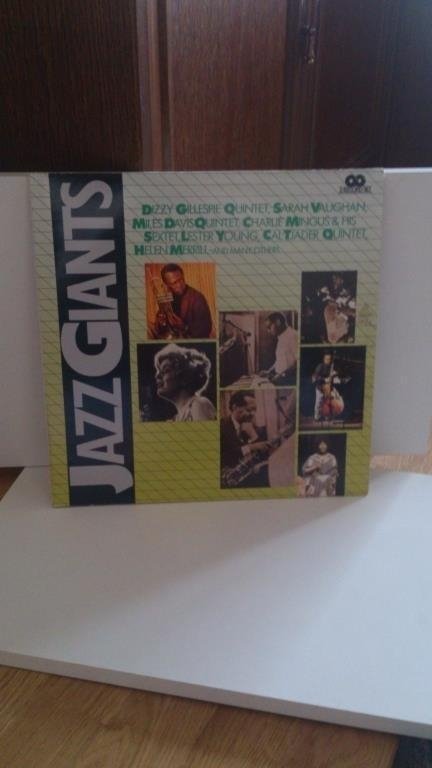 JAZZ GIANTS
DIZZY GILLESPIE QUINTET, SARAH VAUGHAN,
MILES DAVIS QUINTET, CHARLIE MINGUS & HIS
SEXTET, LESTER YOUNG, CAL TJADER QUINTET,
HELEN MERRILL, AND MANY OTHERS